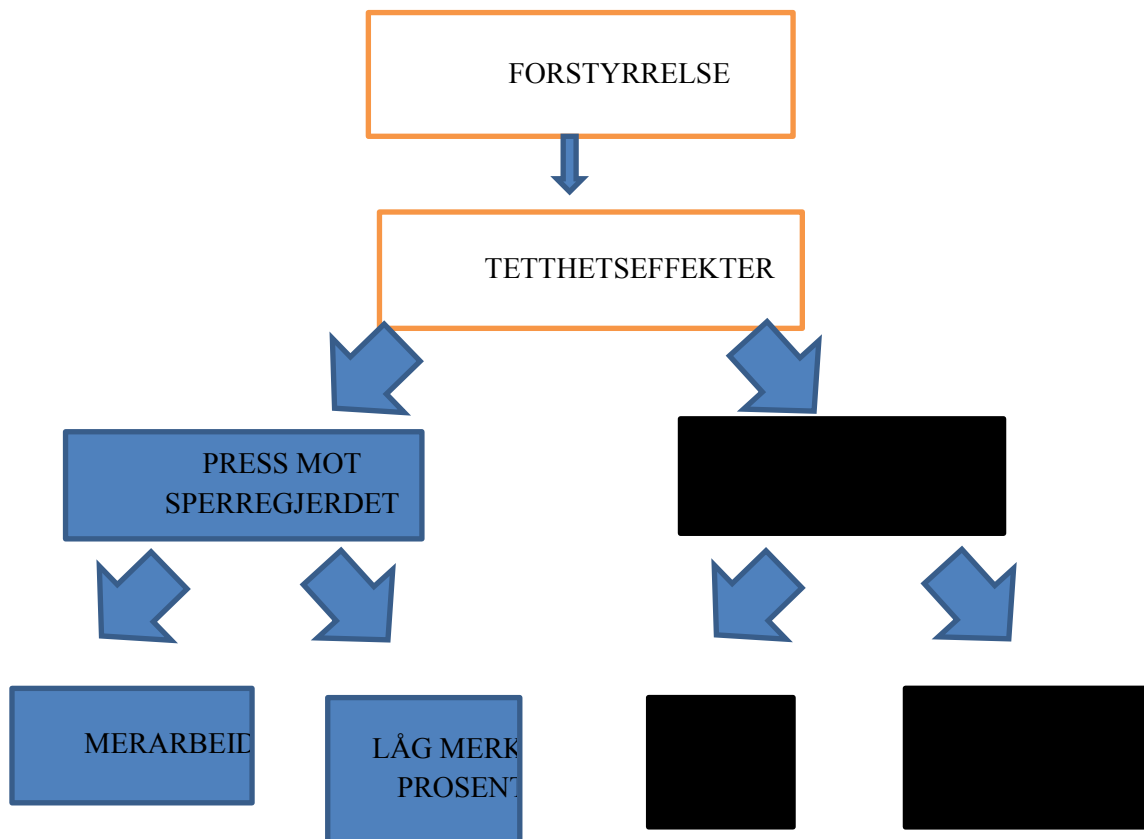 FORSTYRRELSE
TETTHETSEFFEKTER
PRESS MOT
SPERREGJERDET
MERARBEID
LÅG MERK
PROSENT